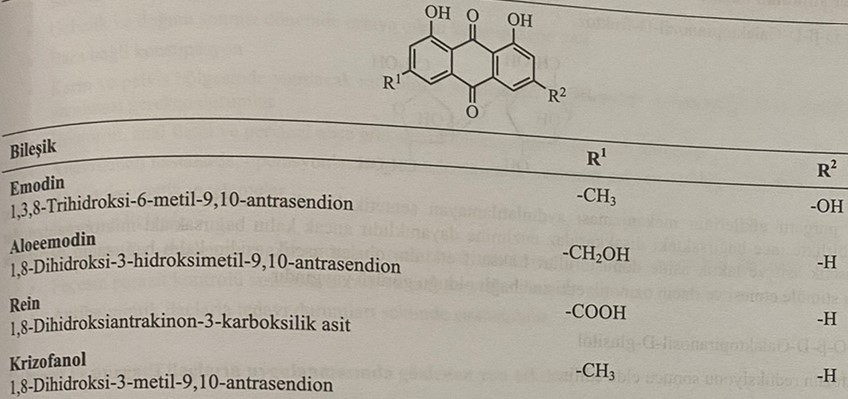 OH O OH
R¹ R²
O
Bileşik R¹ R²
Emodin
1,3,8-Trihidroksi-6-metil-9,10-antrasendion -CH₃ -OH
Aloeemodin
1,8-Dihidroksi-3-hidroksimetil-9,10-antrasendion -CH₂OH -H
Rein
1,8-Dihidroksiantrakinon-3-karboksilik asit -COOH -H
Krizofanol
1,8-Dihidroksi-3-metil-9,10-antrasendion -CH₃ -H